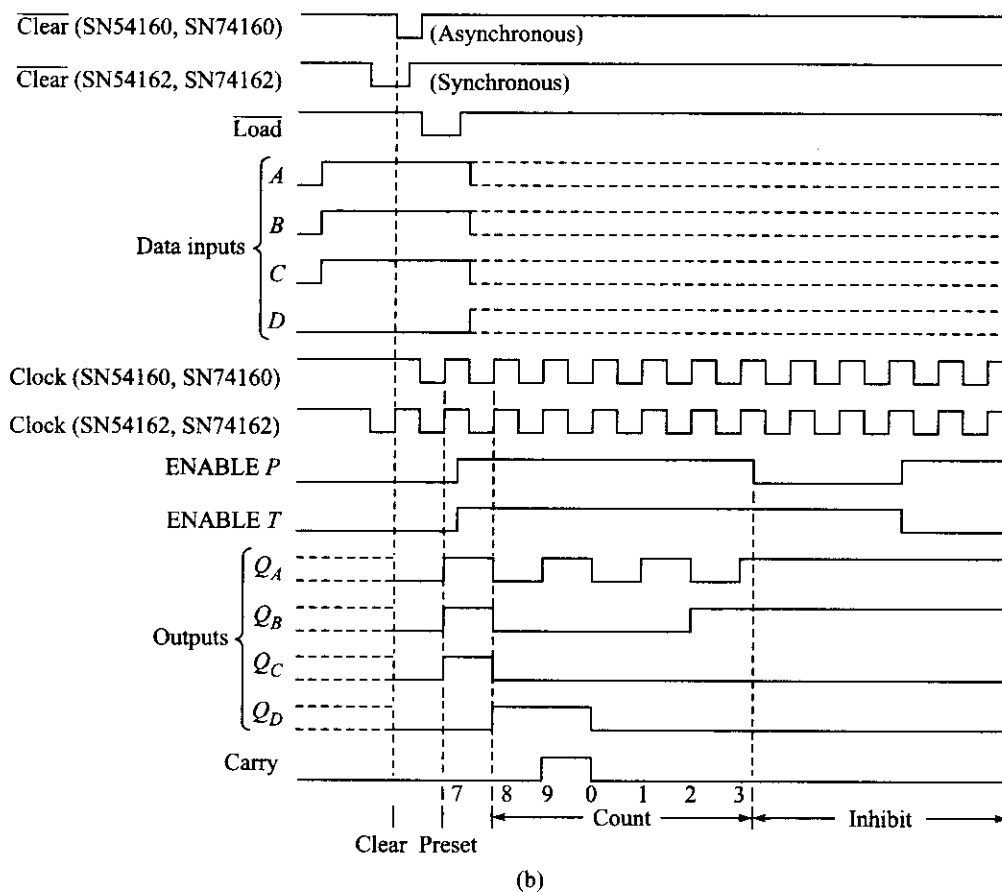 Clear (SN54160, SN74160)
(Asynchronous)
Clear (SN54162, SN74162)
(Synchronous)
Load
A
B
Data inputs
C
D
Clock (SN54160, SN74160)
Clock (SN54162, SN74162)
ENABLE P
ENABLE T
Q_A
Q_B
Outputs
Q_C
Q_D
Carry
7 8 9 0 1 2 3
Count Inhibit
Clear Preset
(b)